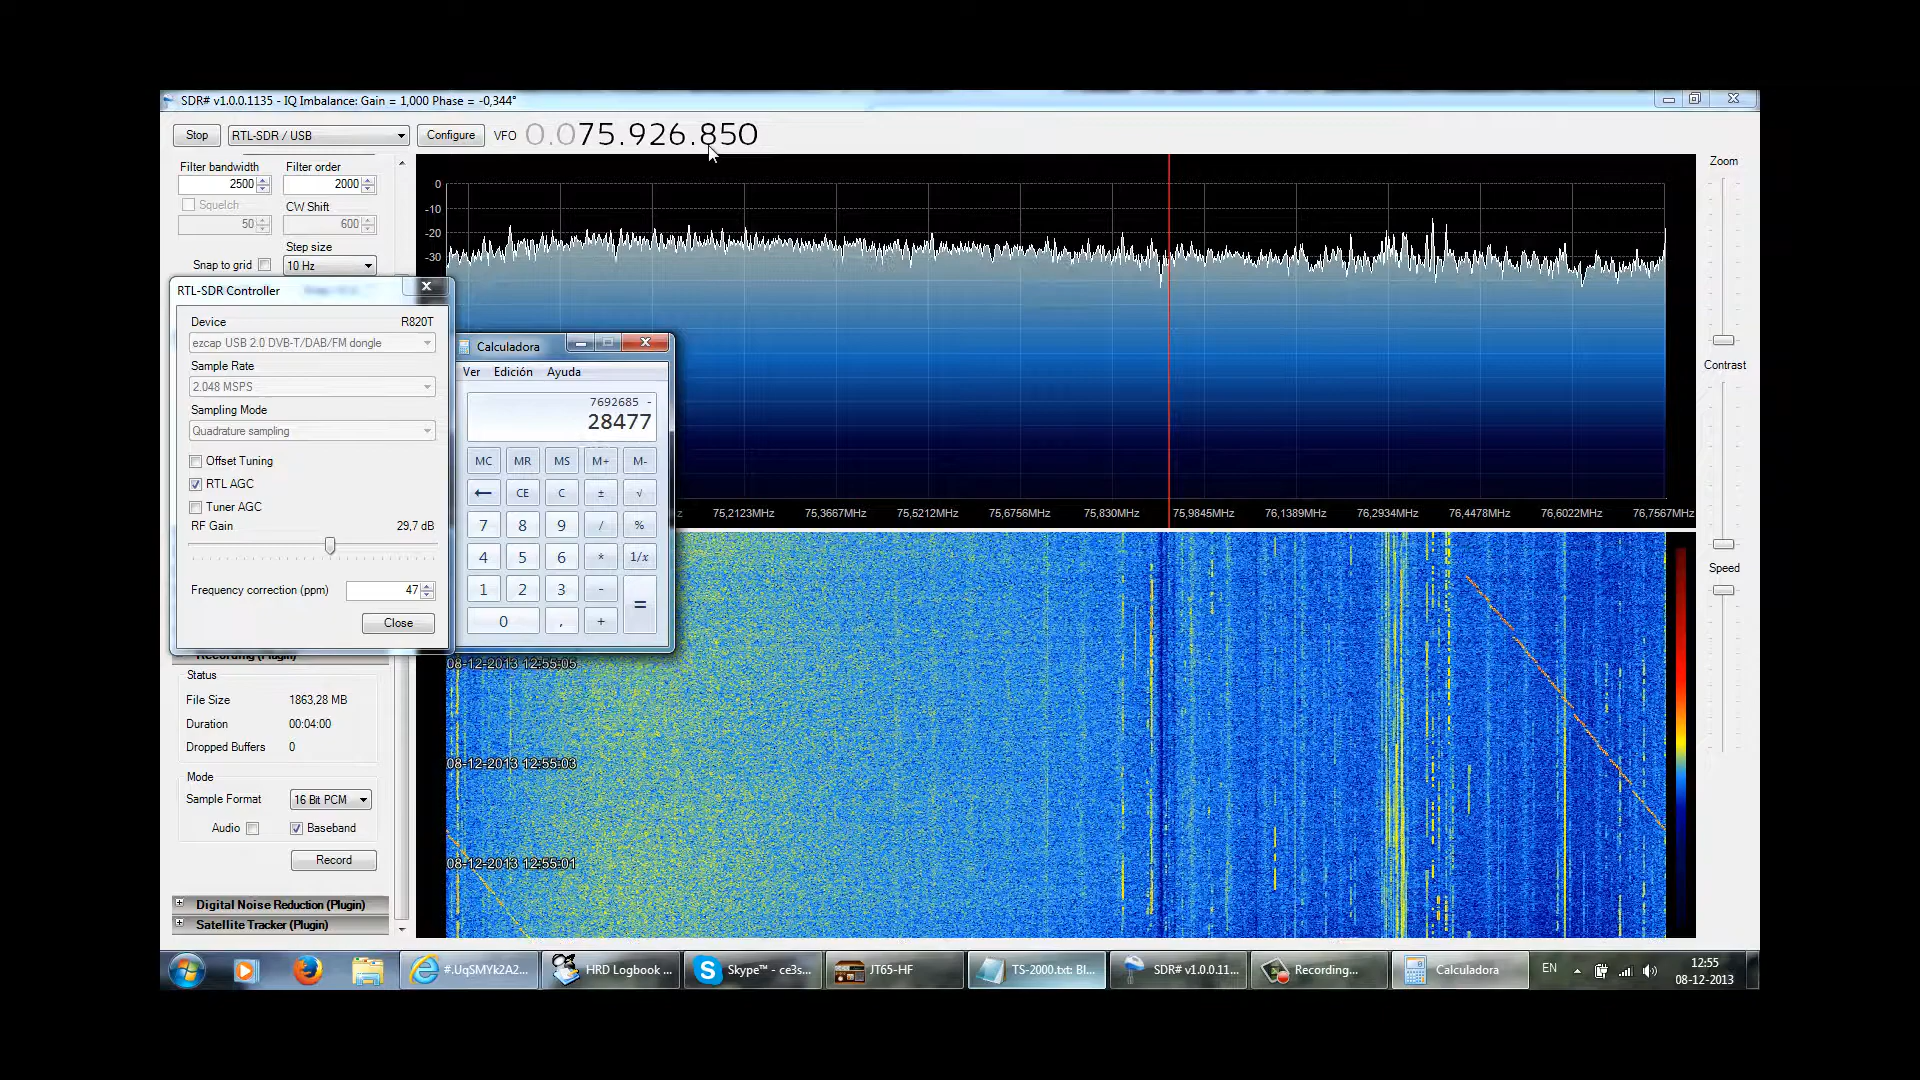 SDR# v1.0.0.1135 - IQ Imbalance: Gain = 1,000 Phase = -0,344°
Stop
RTL-SDR / USB
Configure
VFO
0.075.926.850
Filter bandwidth
Filter order
2500
2000
Squelch
CW Shift
50
600
Step size
Snap to grid
10 Hz
Zoom
Contrast
Speed
0
-10
-20
-30
RTL-SDR Controller
Device
R820T
ezcap USB 2.0 DVB-T/DAB/FM dongle
Sample Rate
2.048 MSPS
Sampling Mode
Quadrature sampling
Offset Tuning
RTL AGC
Tuner AGC
RF Gain
29,7 dB
Frequency correction (ppm)
47
Close
Calculadora
Ver
Edición
Ayuda
7692685 -
28477
MC MR MS M+ M-
← CE C ± √
7 8 9 / %
4 5 6 * 1/x
1 2 3 - =
0 , +
75,2123MHz
75,3667MHz
75,5212MHz
75,6756MHz
75,830MHz
75,9845MHz
76,1389MHz
76,2934MHz
76,4478MHz
76,6022MHz
76,7567MHz
08-12-2013 12:55:05
08-12-2013 12:55:03
08-12-2013 12:55:01
Recording (Plugin)
Status
File Size
1863,28 MB
Duration
00:04:00
Dropped Buffers
0
Mode
Sample Format
16 Bit PCM
Audio
Baseband
Record
Digital Noise Reduction (Plugin)
Satellite Tracker (Plugin)
#.UqSMYk2A2...
HRD Logbook ...
Skype™ - ce3s...
JT65-HF
TS-2000.txt: Bl...
SDR# v1.0.0.11...
Recording...
Calculadora
EN
12:55
08-12-2013